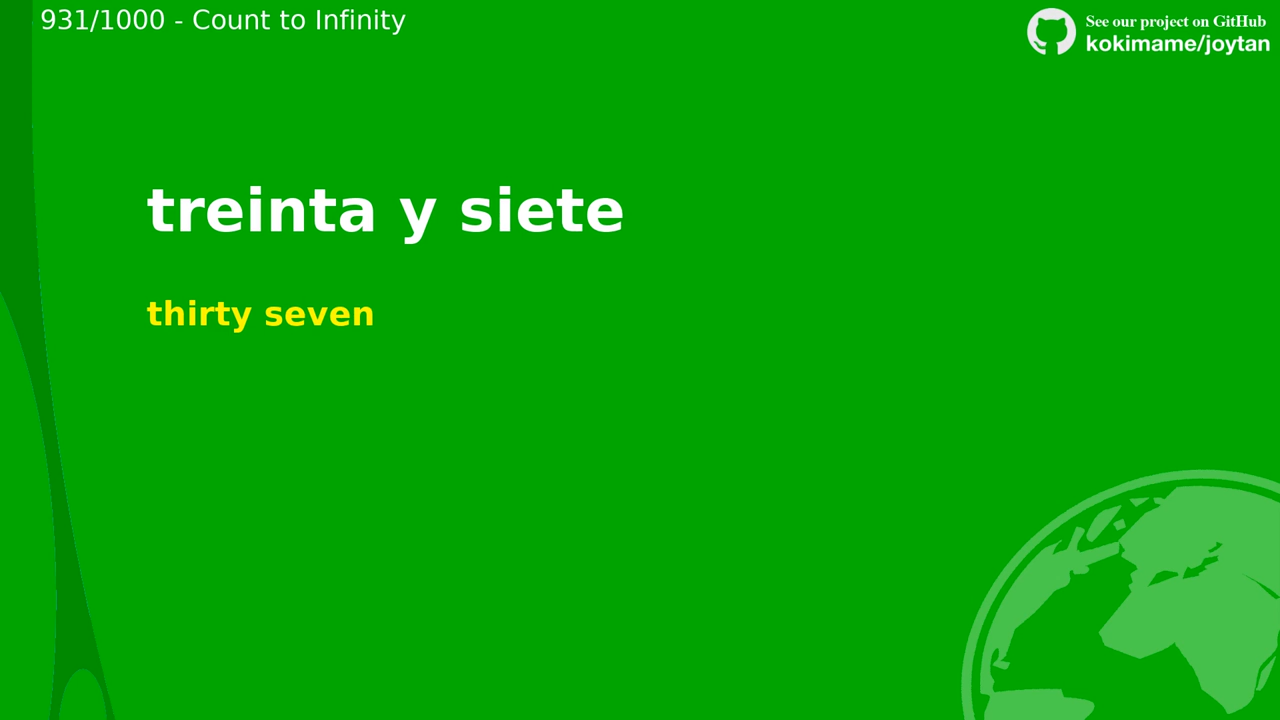 931/1000 - Count to Infinity
See our project on GitHub
kokimame/joytan
treinta y siete
thirty seven